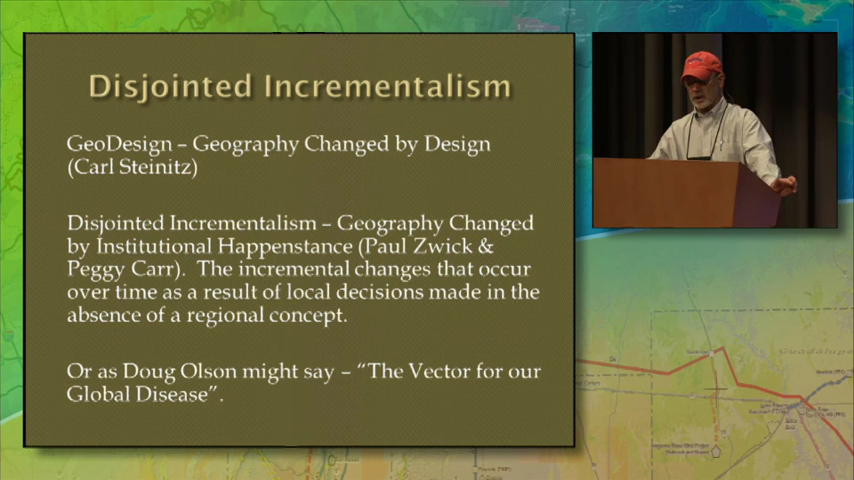 Disjointed Incrementalism
GeoDesign – Geography Changed by Design
(Carl Steinitz)
Disjointed Incrementalism – Geography Changed
by Institutional Happenstance (Paul Zwick &
Peggy Carr). The incremental changes that occur
over time as a result of local decisions made in the
absence of a regional concept.
Or as Doug Olson might say – “The Vector for our
Global Disease”.